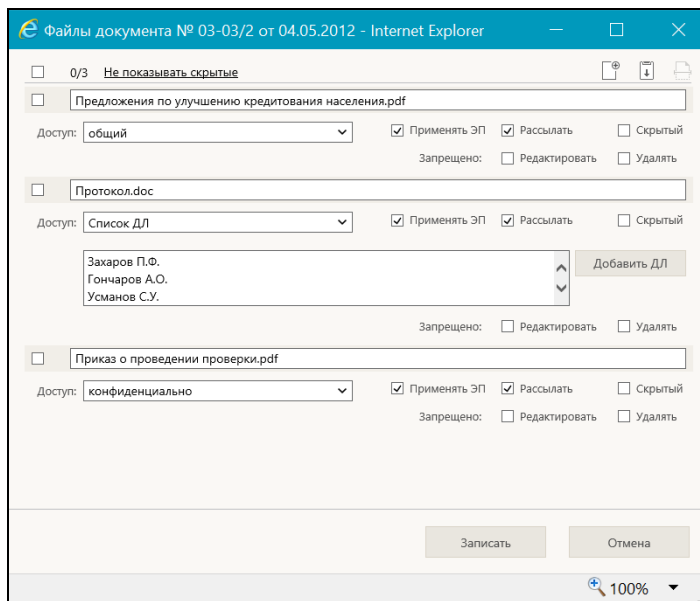 Файлы документа № 03-03/2 от 04.05.2012 - Internet Explorer
0/3 Не показывать скрытые
Предложения по улучшению кредитования населения.pdf
Доступ: общий Применять ЭП Рассылать Скрытый
Запрещено: Редактировать Удалять
Протокол.doc
Доступ: Список ДЛ Применять ЭП Рассылать Скрытый
Захаров П.Ф.
Добавить ДЛ
Гончаров А.О.
Усманов С.У.
Запрещено: Редактировать Удалять
Приказ о проведении проверки.pdf
Доступ: конфиденциально Применять ЭП Рассылать Скрытый
Запрещено: Редактировать Удалять
Записать Отмена
100%